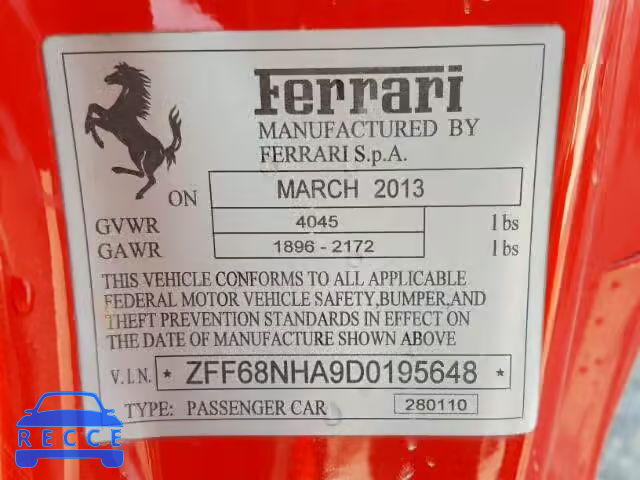 Ferrari
MANUFACTURED BY
FERRARI S.p.A.
ON MARCH 2013
GVWR 4045 lbs
GAWR 1896 - 2172 lbs
THIS VEHICLE CONFORMS TO ALL APPLICABLE
FEDERAL MOTOR VEHICLE SAFETY,BUMPER,AND
THEFT PREVENTION STANDARDS IN EFFECT ON
THE DATE OF MANUFACTURE SHOWN ABOVE
V.I.N. * ZFF68NHA9D0195648 *
TYPE: PASSENGER CAR 280110
RECCE